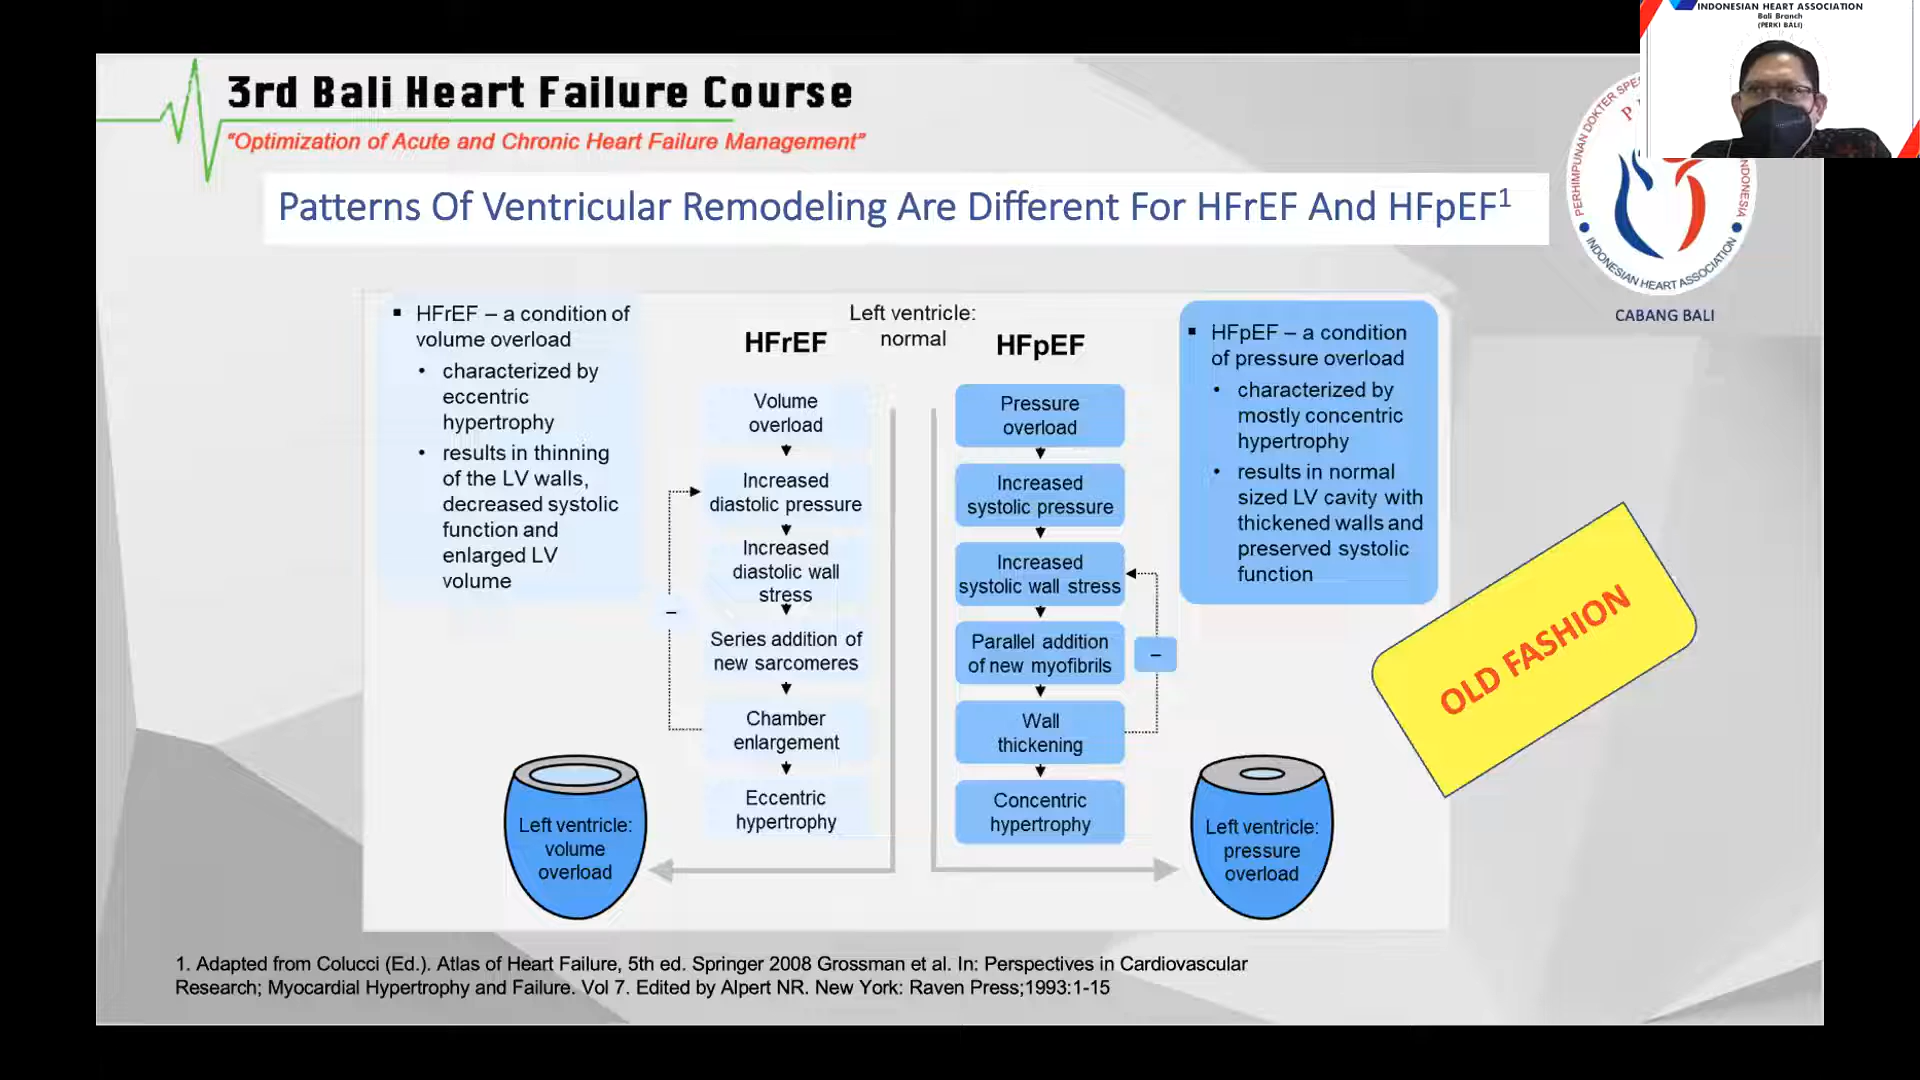 INDONESIAN HEART ASSOCIATION
Bali Branch
(PERKI BALI)
3rd Bali Heart Failure Course
“Optimization of Acute and Chronic Heart Failure Management”
Patterns Of Ventricular Remodeling Are Different For HFrEF And HFpEF1
PERHIMPUNAN DOKTER SPE
INDONESIA
INDONESIAN HEART ASSOCIATION
CABANG BALI
▪ HFrEF – a condition of
volume overload
• characterized by
eccentric
hypertrophy
• results in thinning
of the LV walls,
decreased systolic
function and
enlarged LV
volume
Left ventricle:
normal
HFrEF
Volume
overload
Increased
diastolic pressure
Increased
diastolic wall
stress
Series addition of
new sarcomeres
Chamber
enlargement
Eccentric
hypertrophy
–
HFpEF
Pressure
overload
Increased
systolic pressure
Increased
systolic wall stress
Parallel addition
of new myofibrils
Wall
thickening
Concentric
hypertrophy
–
▪ HFpEF – a condition
of pressure overload
• characterized by
mostly concentric
hypertrophy
• results in normal
sized LV cavity with
thickened walls and
preserved systolic
function
OLD FASHION
Left ventricle:
volume
overload
Left ventricle:
pressure
overload
1. Adapted from Colucci (Ed.). Atlas of Heart Failure, 5th ed. Springer 2008 Grossman et al. In: Perspectives in Cardiovascular
Research; Myocardial Hypertrophy and Failure. Vol 7. Edited by Alpert NR. New York: Raven Press;1993:1-15